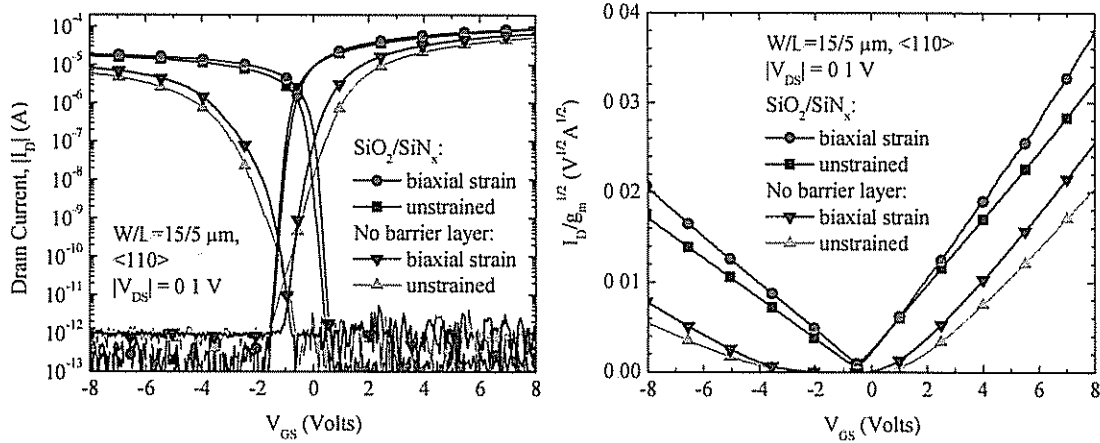 10⁻⁴
10⁻⁵
10⁻⁶
10⁻⁷
10⁻⁸
10⁻⁹
10⁻¹⁰
10⁻¹¹
10⁻¹²
10⁻¹³
Drain Current, |I_D| (A)
W/L=15/5 μm,
<110>
|V_DS| = 0 1 V
SiO₂/SiNₓ:
biaxial strain
unstrained
No barrier layer:
biaxial strain
unstrained
-8 -6 -4 -2 0 2 4 6 8
V_GS (Volts)
0 04
0 03
0 02
0 01
0 00
I_D/g_m^1/2 (V^1/2A^1/2)
W/L=15/5 μm, <110>
|V_DS| = 0 1 V
SiO₂/SiNₓ:
biaxial strain
unstrained
No barrier layer:
biaxial strain
unstrained
-8 -6 -4 -2 0 2 4 6 8
V_GS (Volts)